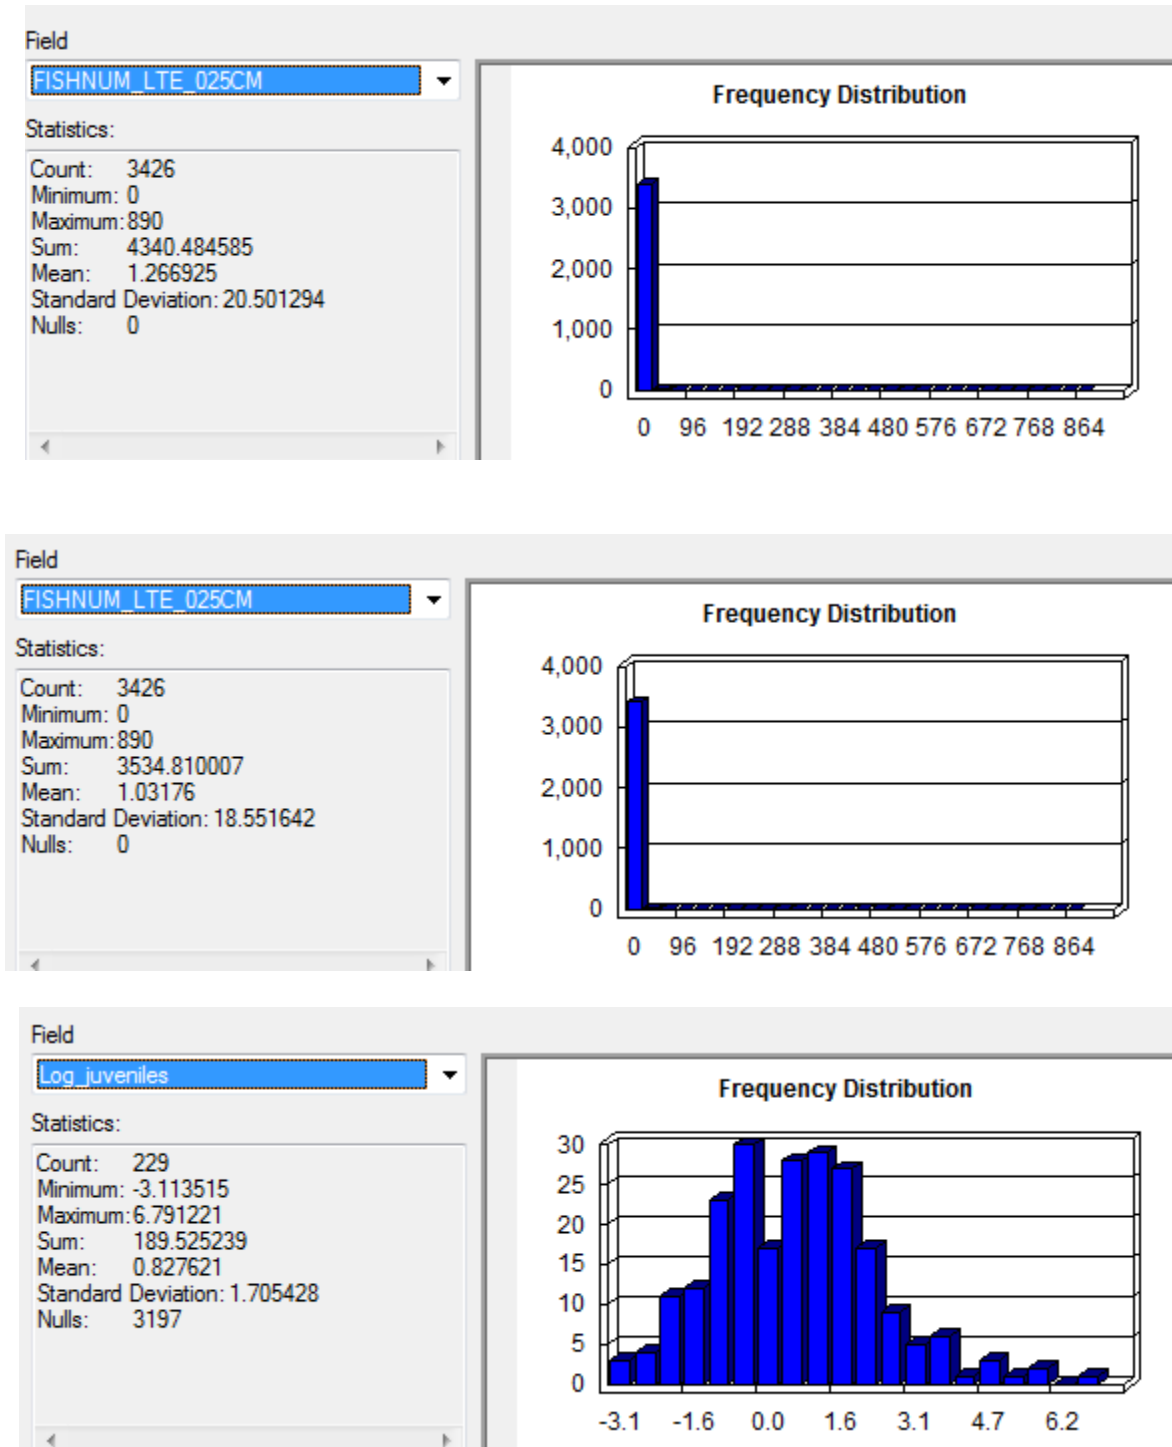 Field
FISHNUM_LTE_025CM
Statistics:
Count: 3426
Minimum: 0
Maximum: 890
Sum: 4340.484585
Mean: 1.266925
Standard Deviation: 20.501294
Nulls: 0
Frequency Distribution
4,000
3,000
2,000
1,000
0
0 96 192 288 384 480 576 672 768 864
Field
FISHNUM_LTE_025CM
Statistics:
Count: 3426
Minimum: 0
Maximum: 890
Sum: 3534.810007
Mean: 1.03176
Standard Deviation: 18.551642
Nulls: 0
Frequency Distribution
4,000
3,000
2,000
1,000
0
0 96 192 288 384 480 576 672 768 864
Field
Log_juveniles
Statistics:
Count: 229
Minimum: -3.113515
Maximum: 6.791221
Sum: 189.525239
Mean: 0.827621
Standard Deviation: 1.705428
Nulls: 3197
Frequency Distribution
30
25
20
15
10
5
0
-3.1 -1.6 0.0 1.6 3.1 4.7 6.2